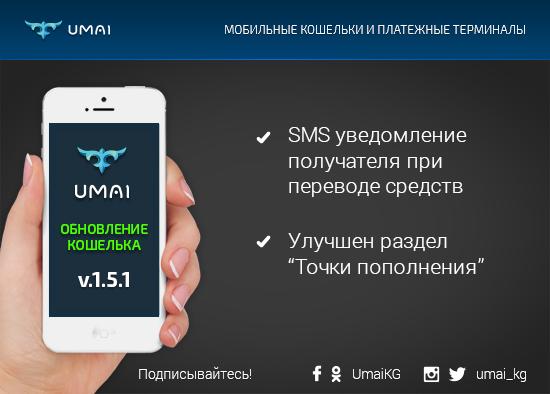 UMAI
МОБИЛЬНЫЕ КОШЕЛЬКИ И ПЛАТЕЖНЫЕ ТЕРМИНАЛЫ
UMAI
ОБНОВЛЕНИЕ
КОШЕЛЬКА
v.1.5.1
SMS уведомление
получателя при
переводе средств
Улучшен раздел
“Точки пополнения”
Подписывайтесь!
UmaiKG
umai_kg